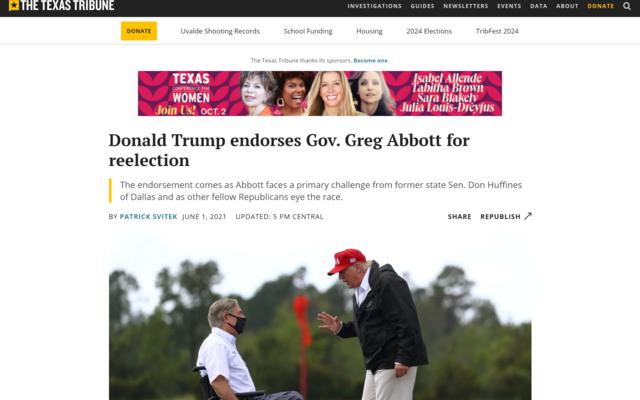 THE TEXAS TRIBUNE
INVESTIGATIONS GUIDES NEWSLETTERS EVENTS DATA ABOUT DONATE
DONATE Uvalde Shooting Records School Funding Housing 2024 Elections TribFest 2024
The Texas Tribune thanks its sponsors. Become one.
TEXAS
CONFERENCE FOR
WOMEN
Join Us! OCT. 2
Isabel Allende
Tabitha Brown
Sara Blakely
Julia Louis-Dreyfus
Donald Trump endorses Gov. Greg Abbott for
reelection
The endorsement comes as Abbott faces a primary challenge from former state Sen. Don Huffines
of Dallas and as other fellow Republicans eye the race.
BY PATRICK SVITEK JUNE 1, 2021 UPDATED: 5 PM CENTRAL SHARE REPUBLISH